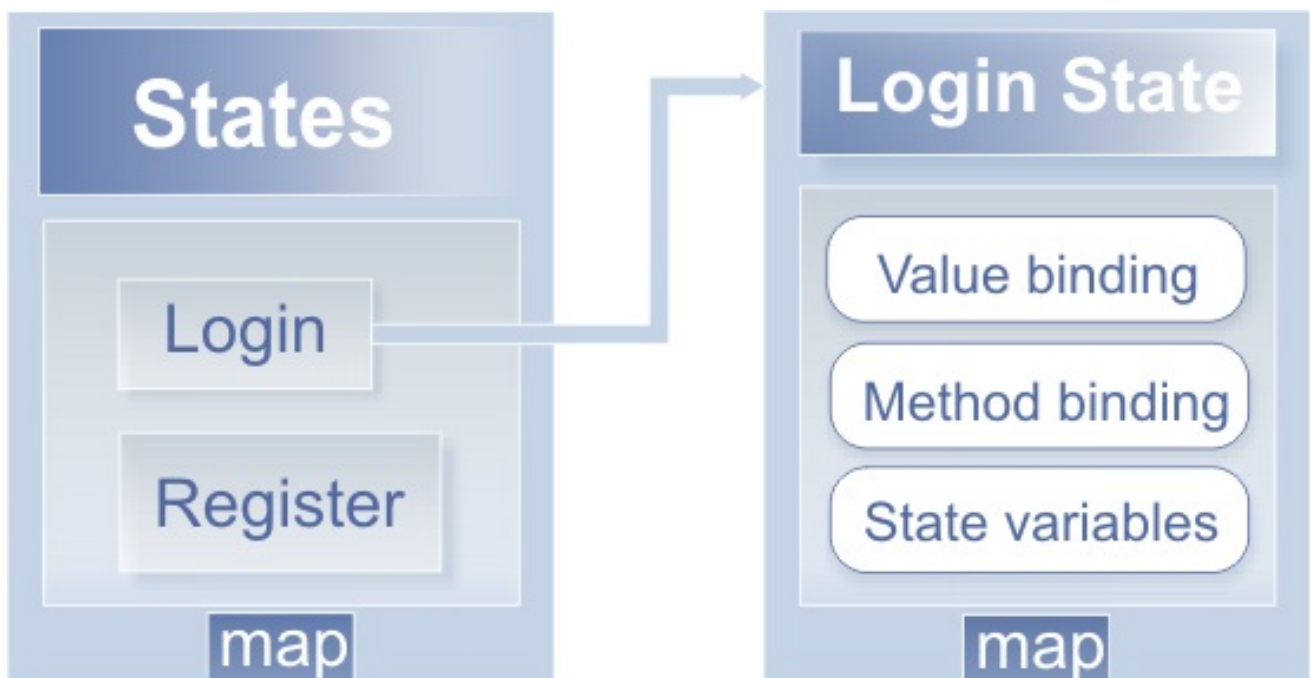 States
Login
Register
map
Login State
Value binding
Method binding
State variables
map